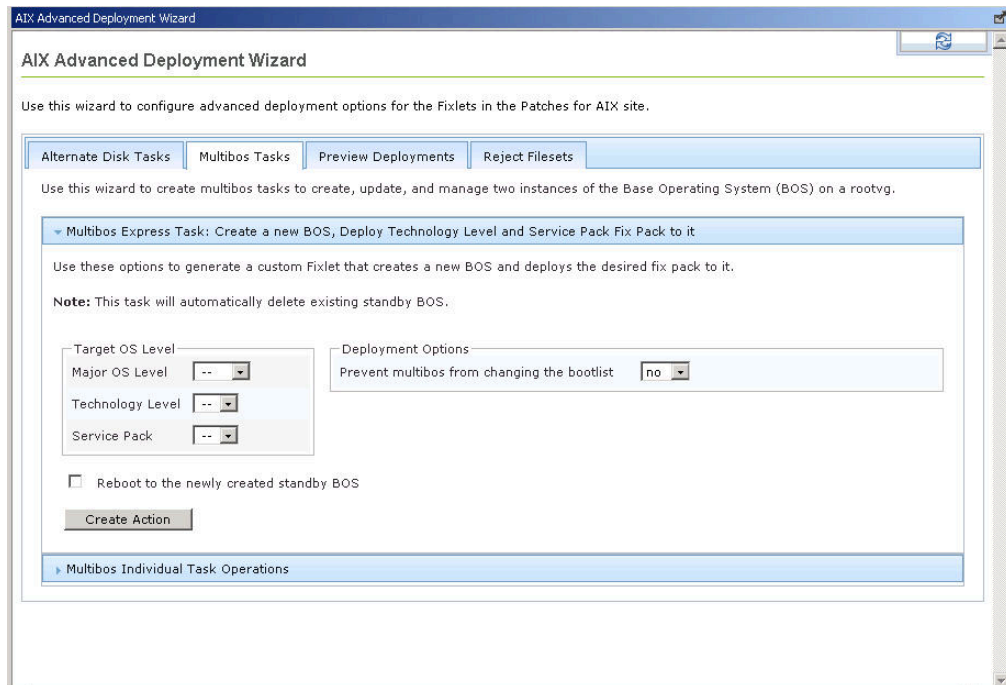 AIX Advanced Deployment Wizard
AIX Advanced Deployment Wizard
Use this wizard to configure advanced deployment options for the Fixlets in the Patches for AIX site.
Alternate Disk Tasks Multibos Tasks Preview Deployments Reject Filesets
Use this wizard to create multibos tasks to create, update, and manage two instances of the Base Operating System (BOS) on a rootvg.
Multibos Express Task: Create a new BOS, Deploy Technology Level and Service Pack Fix Pack to it
Use these options to generate a custom Fixlet that creates a new BOS and deploys the desired fix pack to it.
Note: This task will automatically delete existing standby BOS.
Target OS Level
Major OS Level --
Technology Level --
Service Pack --
Deployment Options
Prevent multibos from changing the bootlist no
Reboot to the newly created standby BOS
Create Action
Multibos Individual Task Operations